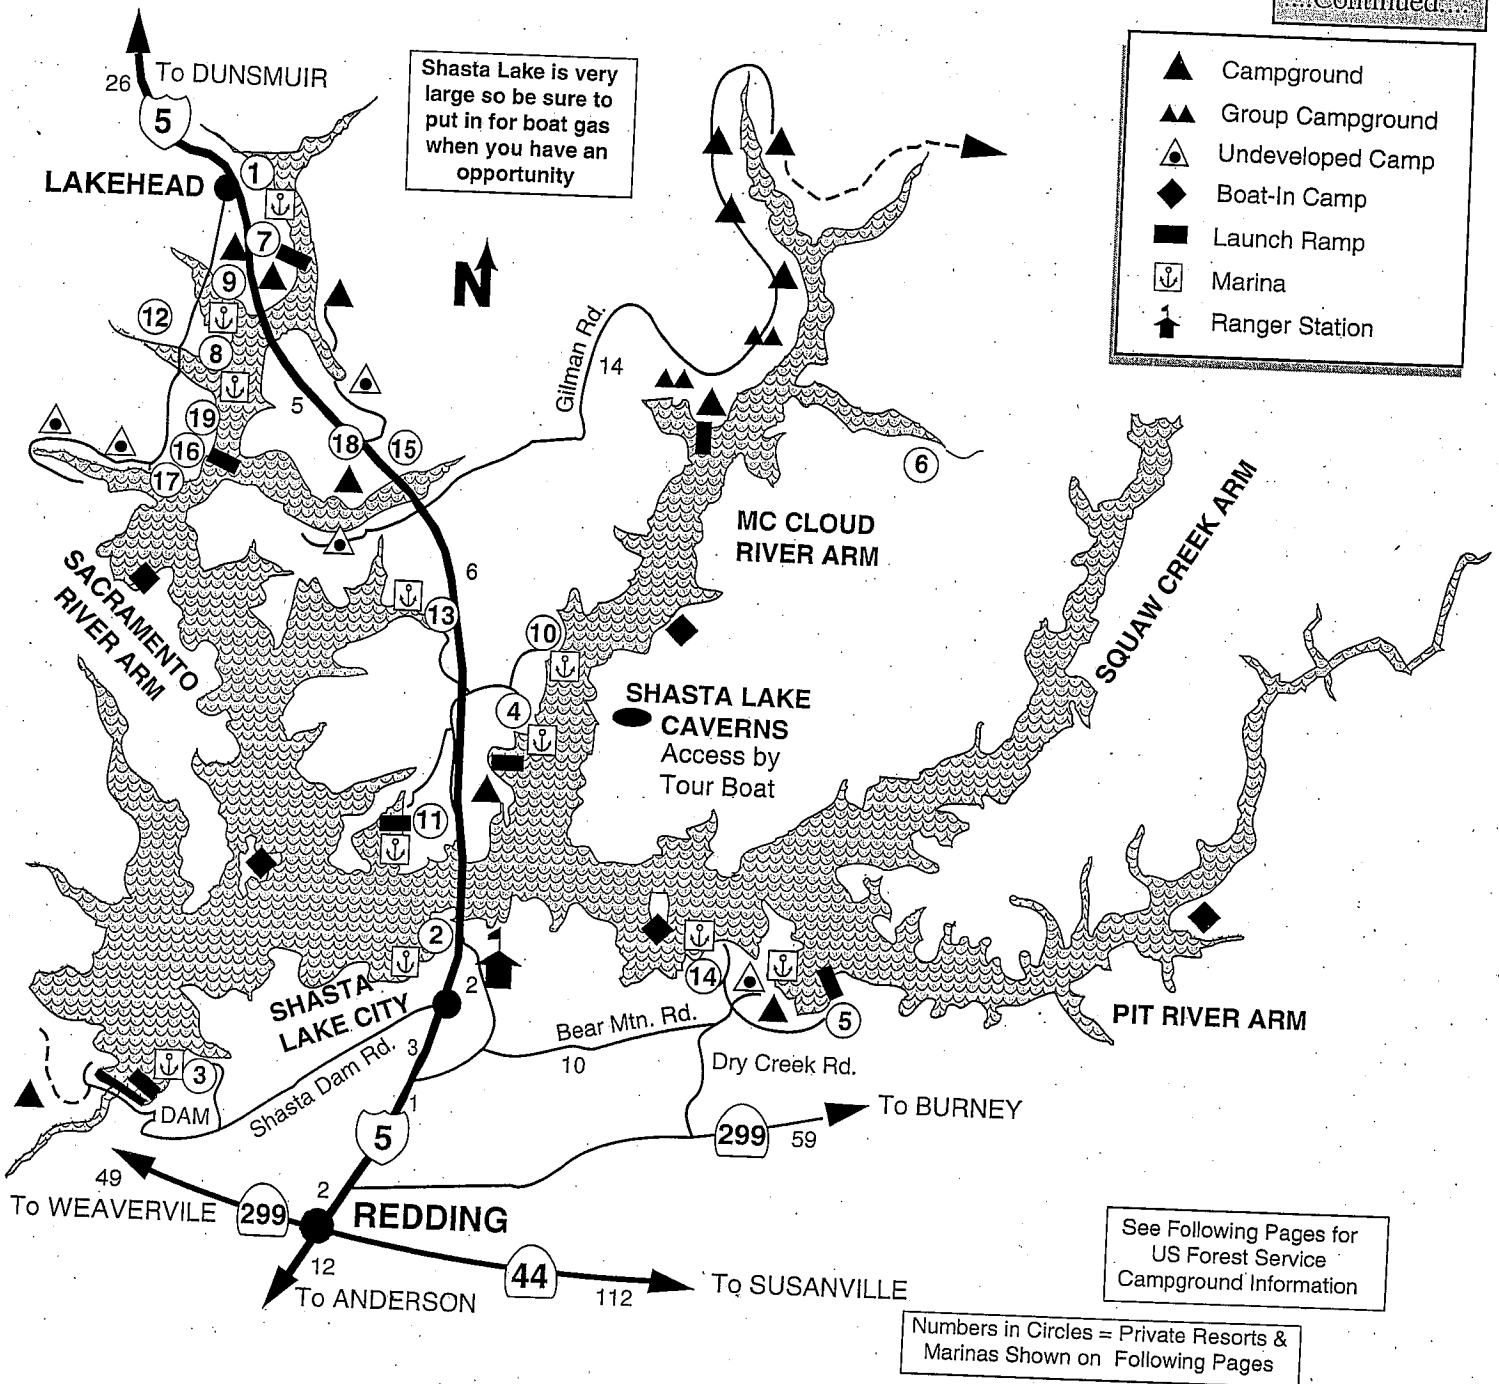 ....Continued....
Campground
Group Campground
Undeveloped Camp
Boat-In Camp
Launch Ramp
Marina
Ranger Station
Shasta Lake is very
large so be sure to
put in for boat gas
when you have an
opportunity
To DUNSMUIR
26
5
LAKEHEAD
1
7
9
12
8
19
16
17
5
18
15
N
Gilman Rd.
14
6
MC CLOUD
RIVER ARM
SQUAW CREEK ARM
SACRAMENTO
RIVER ARM
6
13
10
4
SHASTA LAKE
CAVERNS
Access by
Tour Boat
11
2
2
SHASTA
LAKE CITY
14
5
PIT RIVER ARM
Bear Mtn. Rd.
10
Dry Creek Rd.
3
Shasta Dam Rd.
3
DAM
1
5
To BURNEY
299
59
49
To WEAVERVILE
299
2
REDDING
12
To ANDERSON
44
112
To SUSANVILLE
See Following Pages for
US Forest Service
Campground Information
Numbers in Circles = Private Resorts &
Marinas Shown on Following Pages